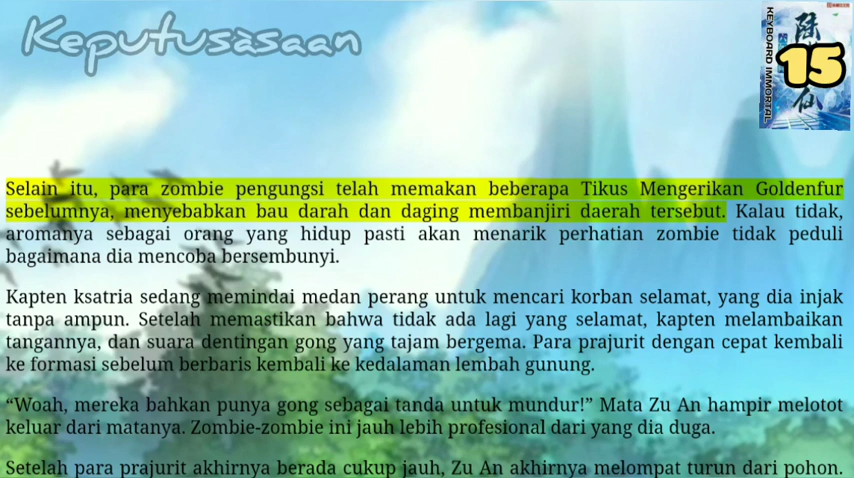 Keputusasaan
KEYBOARD IMMORTAL
15
Selain itu, para zombie pengungsi telah memakan beberapa Tikus Mengerikan Goldenfur
sebelumnya, menyebabkan bau darah dan daging membanjiri daerah tersebut. Kalau tidak,
aromanya sebagai orang yang hidup pasti akan menarik perhatian zombie tidak peduli
bagaimana dia mencoba bersembunyi.
Kapten ksatria sedang memindai medan perang untuk mencari korban selamat, yang dia injak
tanpa ampun. Setelah memastikan bahwa tidak ada lagi yang selamat, kapten melambaikan
tangannya, dan suara dentingan gong yang tajam bergema. Para prajurit dengan cepat kembali
ke formasi sebelum berbaris kembali ke kedalaman lembah gunung.
“Woah, mereka bahkan punya gong sebagai tanda untuk mundur!” Mata Zu An hampir melotot
keluar dari matanya. Zombie-zombie ini jauh lebih profesional dari yang dia duga.
Setelah para prajurit akhirnya berada cukup jauh, Zu An akhirnya melompat turun dari pohon.